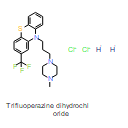 S
N
F F
F
N
N
Cl⁻ Cl⁻ H H
Trifluoperazine dihydrochl
oride